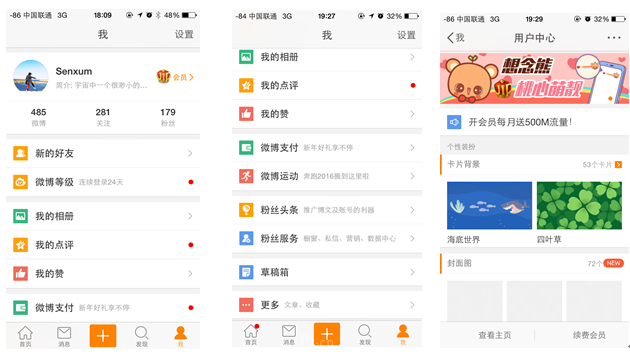 -86 中国联通 3G 18:09 48%
我 设置
Senxum
会员
简介: 宇宙中一个很渺小的...
485 281 179
微博 关注 粉丝
新的好友
微博等级 连续登录24天
我的相册
我的点评
我的赞
微博支付 新年好礼享不停
首页 消息 发现 我
-84 中国联通 3G 19:27 32%
我 设置
我的相册
我的点评
我的赞
微博支付 新年好礼享不停
微博运动 奔跑2016搬到这里啦
粉丝头条 推广博文及账号的利器
粉丝服务 橱窗、私信、营销、数据中心
草稿箱
更多 文章、收藏
首页 消息 发现 我
-86 中国联通 3G 19:29 32%
我 用户中心
想念熊
桃心萌靓
开会员每月送500M流量！
个性装扮
卡片背景 53个卡片
海底世界 四叶草
封面图 72个 NEW
查看主页 续费会员